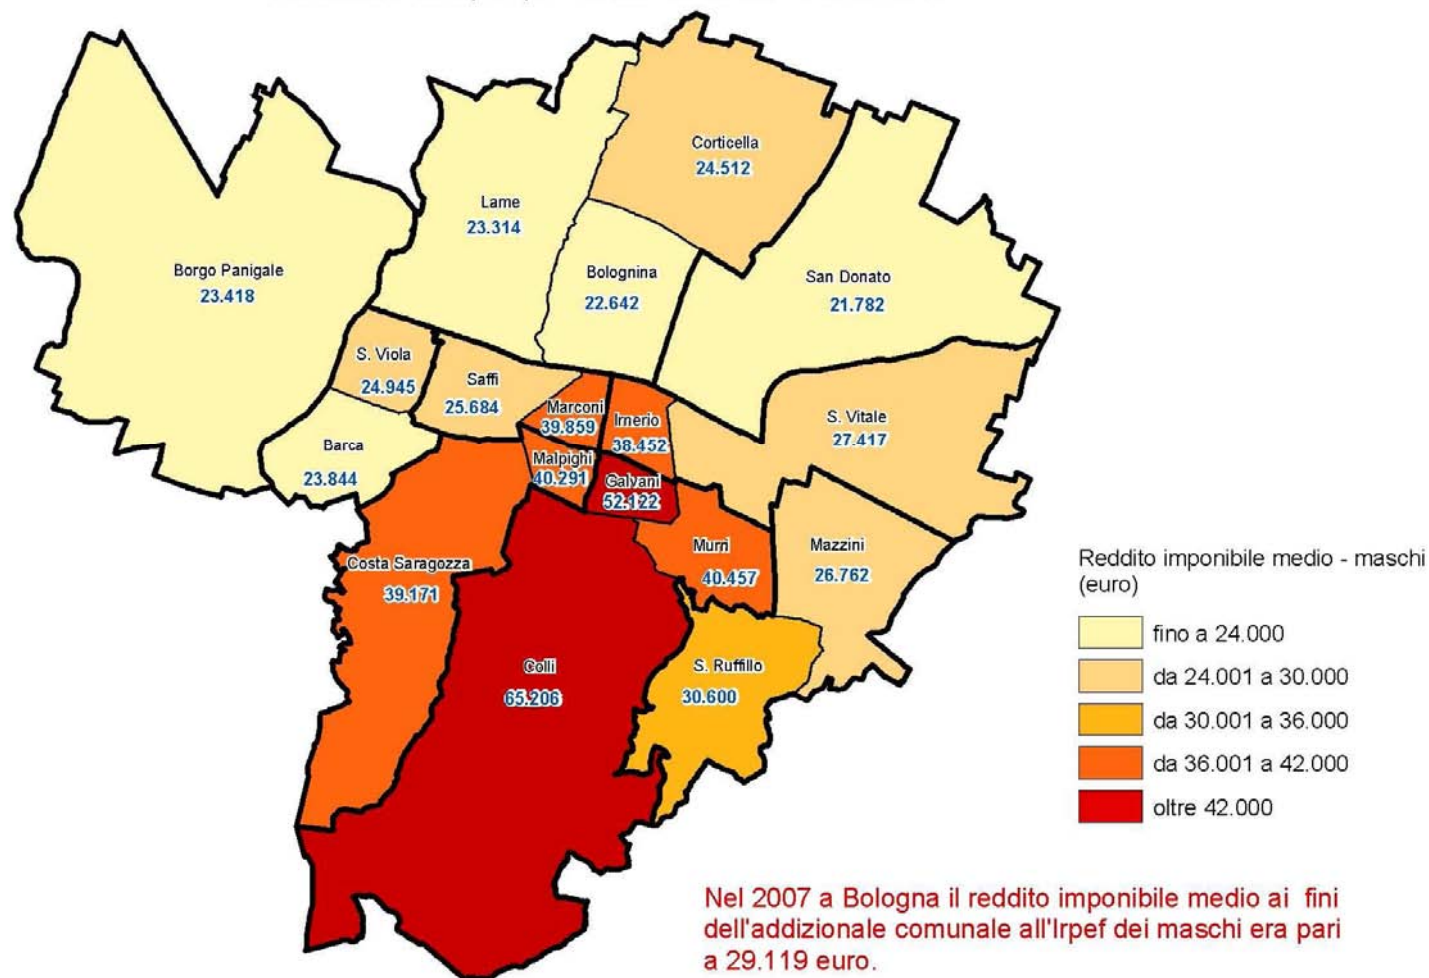 Corticella
24.512
Lame
23.314
Borgo Panigale
23.418
Bolognina
22.642
San Donato
21.782
S. Viola
24.945
Saffi
25.684
Marconi
39.859
Irnerio
38.452
S. Vitale
27.417
Barca
23.844
Malpighi
40.291
Galvani
52.122
Murri
40.457
Mazzini
26.762
Costa Saragozza
39.171
Colli
65.206
S. Ruffillo
30.600
Reddito imponibile medio - maschi
(euro)
fino a 24.000
da 24.001 a 30.000
da 30.001 a 36.000
da 36.001 a 42.000
oltre 42.000
Nel 2007 a Bologna il reddito imponibile medio ai fini
dell'addizionale comunale all'Irpef dei maschi era pari
a 29.119 euro.